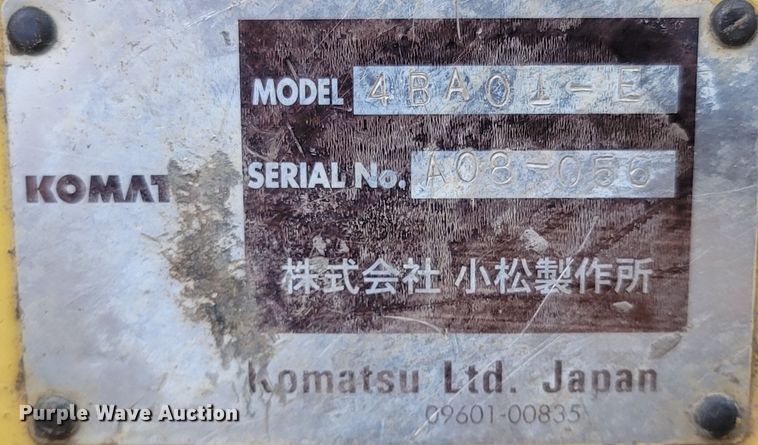 MODEL 4BA01-E
KOMAT
SERIAL No. A08-056
株式会社 小松製作所
Komatsu Ltd. Japan
09601-00835
Purple Wave Auction